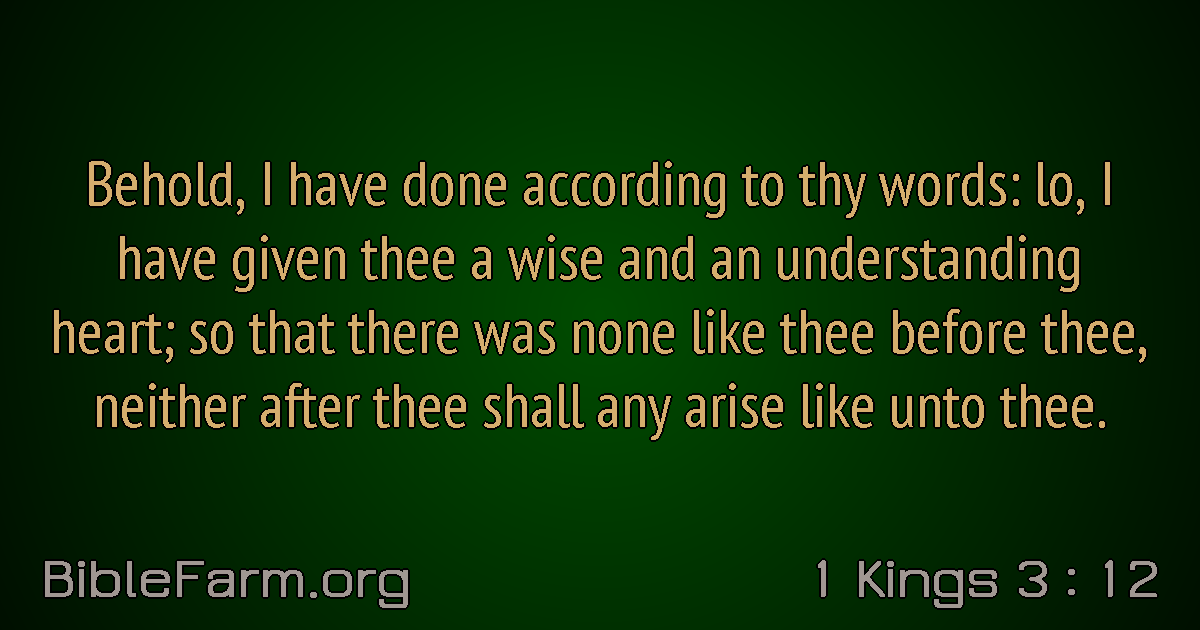 Behold, I have done according to thy words: lo, I
have given thee a wise and an understanding
heart; so that there was none like thee before thee,
neither after thee shall any arise like unto thee.
BibleFarm.org
1 Kings 3 : 12